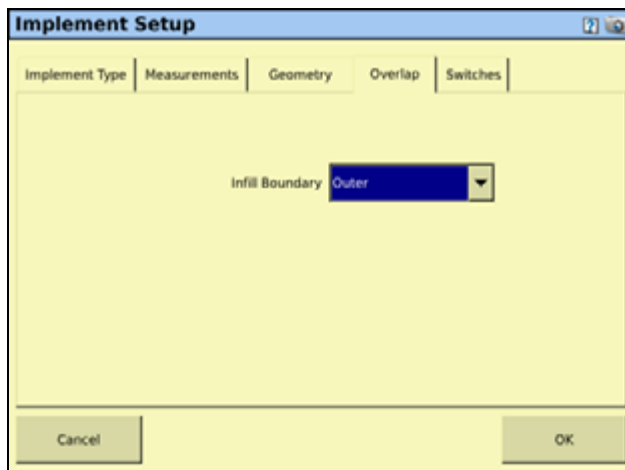 Implement Setup
?
Implement Type Measurements Geometry Overlap Switches
Infill Boundary Outer
Cancel OK